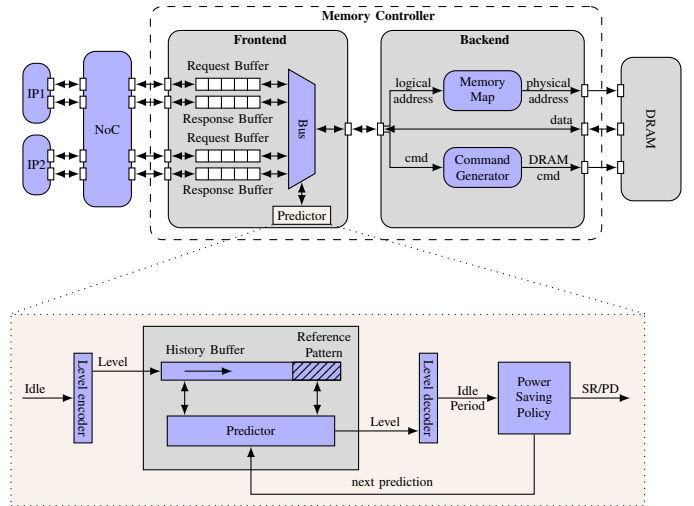 Memory Controller
Frontend
Backend
Request Buffer
Response Buffer
Request Buffer
Response Buffer
IP1
IP2
NoC
Bus
Predictor
logical
address
Memory
Map
physical
address
data
cmd
Command
Generator
DRAM
cmd
DRAM
Idle
Level encoder
Level
History Buffer
Reference
Pattern
Predictor
Level
Level decoder
Idle
Period
Power
Saving
Policy
SR/PD
next prediction